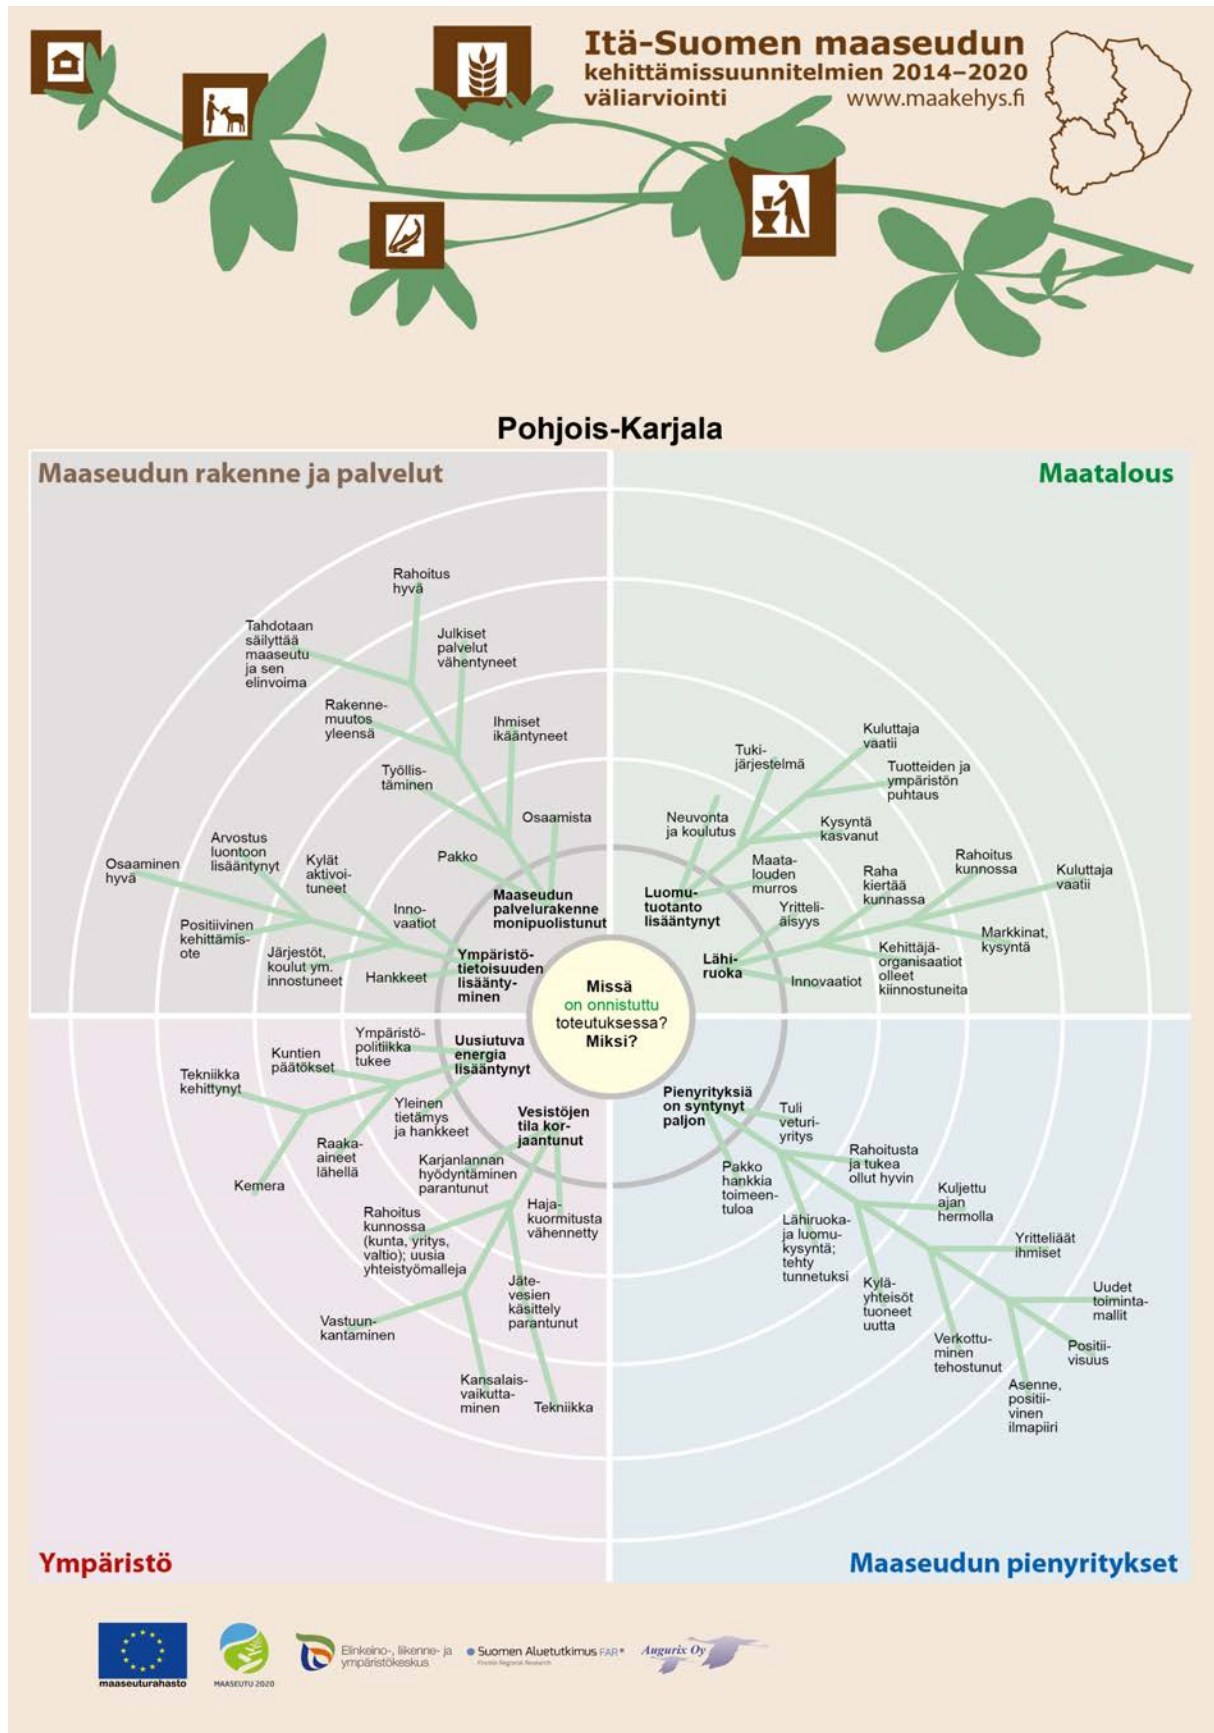 Itä-Suomen maaseudun
kehittämissuunnitelmien 2014–2020
väliarviointi
www.maakehys.fi
Pohjois-Karjala
Maaseudun rakenne ja palvelut
Maatalous
Rahoitus
hyvä
Tahdotaan
säilyttää
maaseutu
ja sen
elinvoima
Julkiset
palvelut
vähentyneet
Rakenne-
muutos
yleensä
Ihmiset
ikääntyneet
Työllis-
täminen
Osaamista
Pakko
Maaseudun
palvelurakenne
monipuolistunut
Arvostus
luontoon
lisääntynyt
Osaaminen
hyvä
Kylät
aktivoi-
tuneet
Inno-
vaatiot
Positiivinen
kehittämis-
ote
Järjestöt,
koulut ym.
innostuneet
Hankkeet
Ympäristö-
tietoisuuden
lisäänty-
minen
Kuluttaja
vaatii
Tuki-
järjestelmä
Tuotteiden ja
ympäristön
puhtaus
Neuvonta
ja koulutus
Kysyntä
kasvanut
Maata-
louden
murros
Luomu-
tuotanto
lisääntynyt
Rahoitus
kunnossa
Raha
kiertää
kunnassa
Kuluttaja
vaatii
Yritteli-
äisyys
Markkinat,
kysyntä
Kehittäjä-
organisaatiot
olleet
kiinnostuneita
Innovaatiot
Lähi-
ruoka
Missä
on onnistuttu
toteutuksessa?
Miksi?
Ympäristö-
politiikka
tukee
Uusiutuva
energia
lisääntynyt
Kuntien
päätökset
Tekniikka
kehittynyt
Yleinen
tietämys
ja hankkeet
Raaka-
aineet
lähellä
Kemera
Vesistöjen
tila kor-
jaantunut
Karjanlannan
hyödyntäminen
parantunut
Rahoitus
kunnossa
(kunta, yritys,
valtio); uusia
yhteistyömalleja
Haja-
kuormitusta
vähennetty
Jäte-
vesien
käsittely
parantunut
Vastuun-
kantaminen
Kansalais-
vaikutta-
minen
Tekniikka
Pienyrityksiä
on syntynyt
paljon
Tuli
veturi-
yritys
Pakko
hankkia
toimeen-
tuloa
Rahoitusta
ja tukea
ollut hyvin
Lähiruoka-
ja luomu-
kysyntä;
tehty
tunnetuksi
Kuljettu
ajan
hermolla
Kylä-
yhteisöt
tuoneet
uutta
Yritteliäät
ihmiset
Verkottu-
minen
tehostunut
Uudet
toiminta-
mallit
Positii-
visuus
Asenne,
positii-
vinen
ilmapiiri
Ympäristö
Maaseudun pienyritykset
maaseuturahasto
MAASEUTU 2020
Elinkeino-, liikenne- ja
ympäristökeskus
Suomen Aluetutkimus FAR
Finnish Regional Research
Augurix Oy